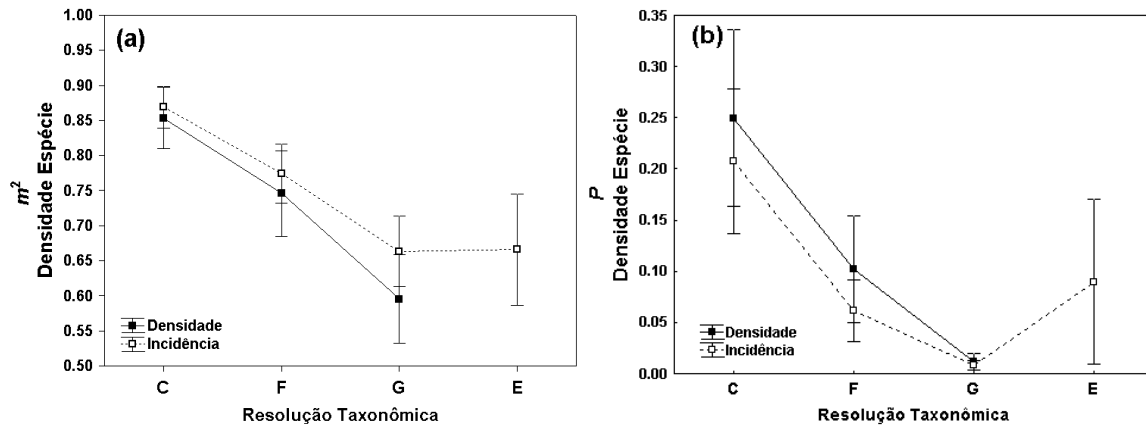 (a)
m²
Densidade Espécie
1.00
0.95
0.90
0.85
0.80
0.75
0.70
0.65
0.60
0.55
0.50
Densidade
Incidência
C F G E
Resolução Taxonômica
(b)
P
Densidade Espécie
0.35
0.30
0.25
0.20
0.15
0.10
0.05
0.00
Densidade
Incidência
C F G E
Resolução Taxonômica